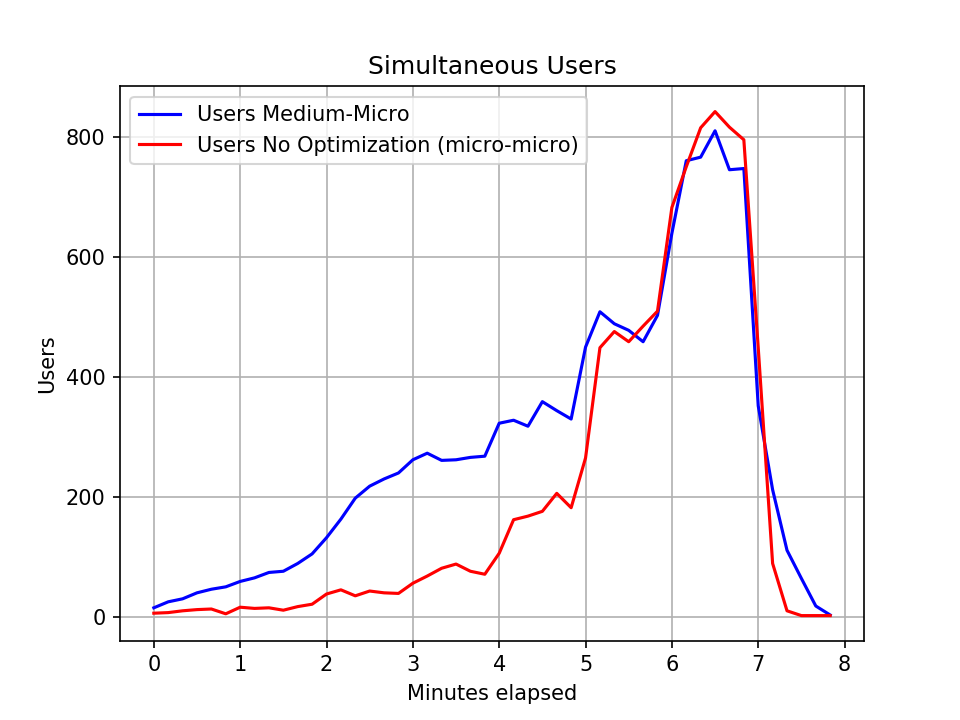 Simultaneous Users
Users Medium-Micro
Users No Optimization (micro-micro)
800
600
400
200
0
Users
0 1 2 3 4 5 6 7 8
Minutes elapsed